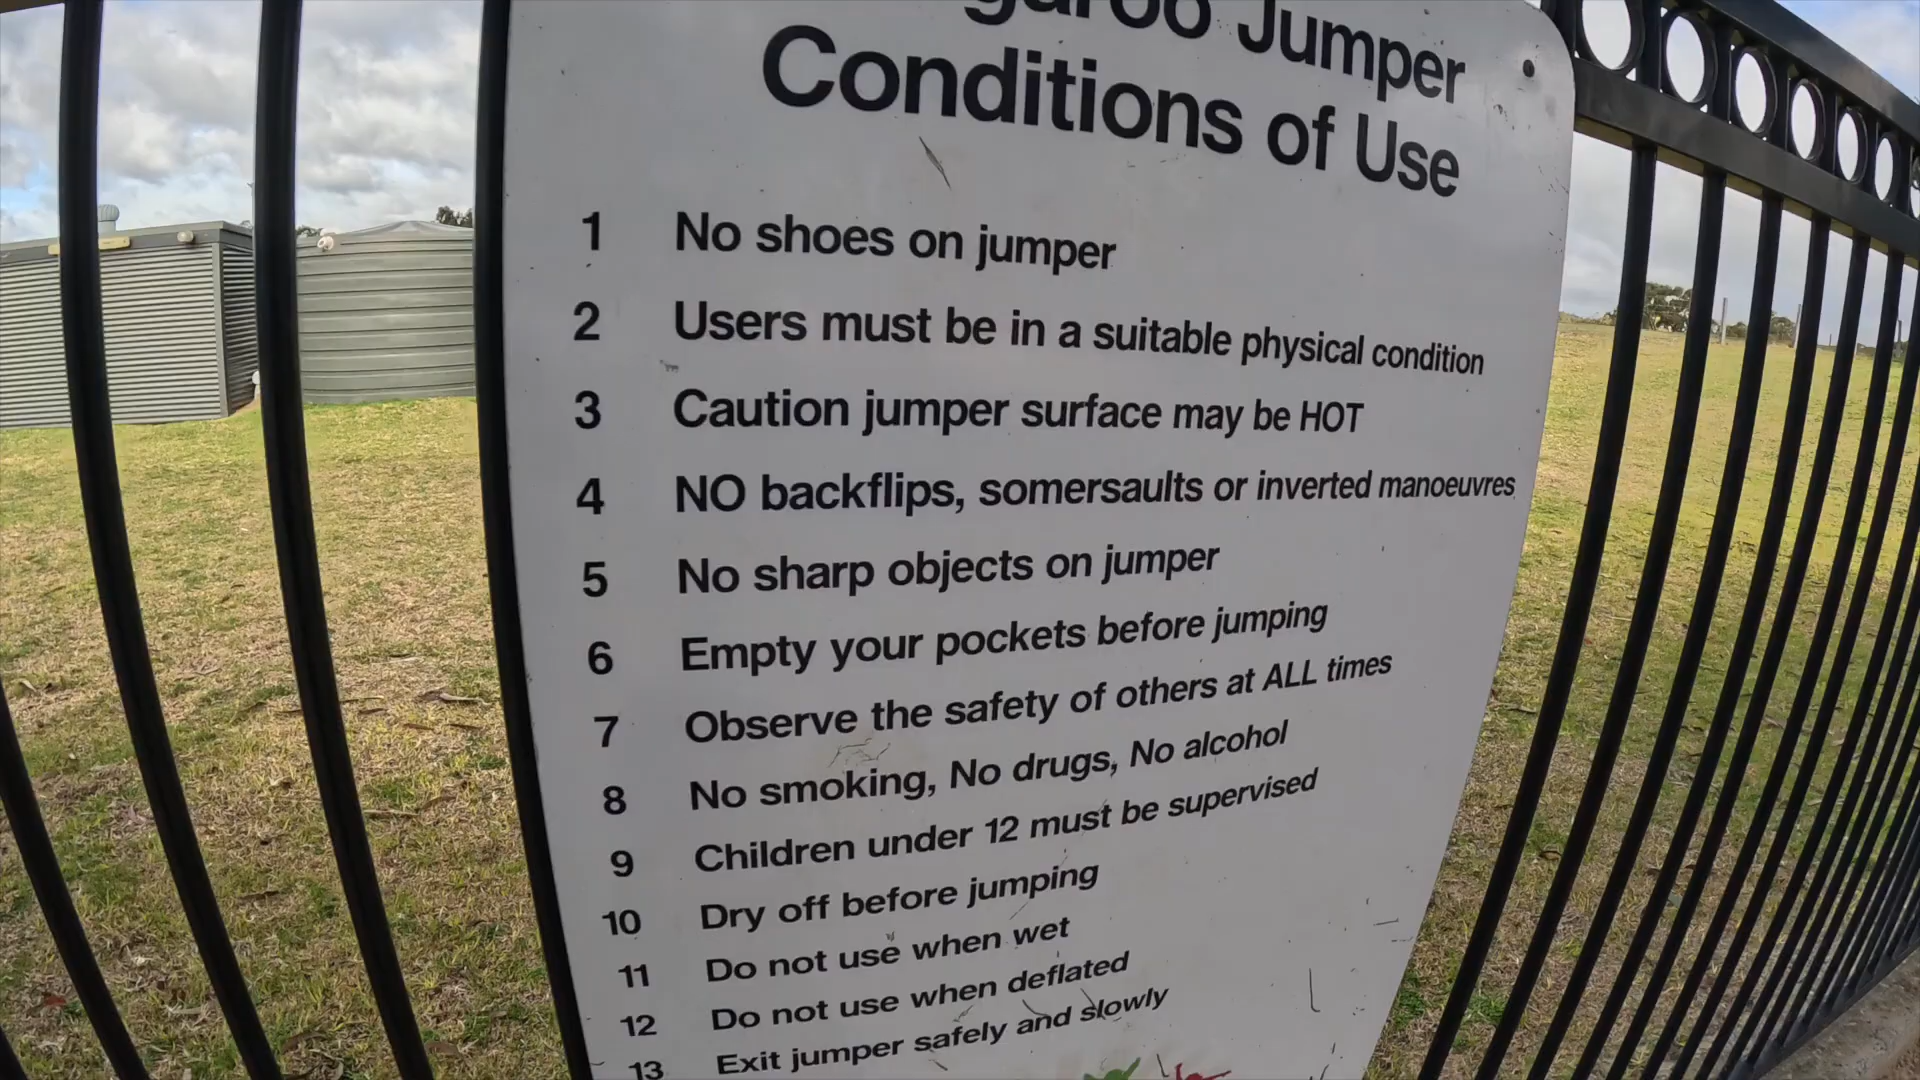 Jumper
Conditions of Use
1 No shoes on jumper
2 Users must be in a suitable physical condition
3 Caution jumper surface may be HOT
4 NO backflips, somersaults or inverted manoeuvres
5 No sharp objects on jumper
6 Empty your pockets before jumping
7 Observe the safety of others at ALL times
8 No smoking, No drugs, No alcohol
9 Children under 12 must be supervised
10 Dry off before jumping
11 Do not use when wet
12 Do not use when deflated
13 Exit jumper safely and slowly